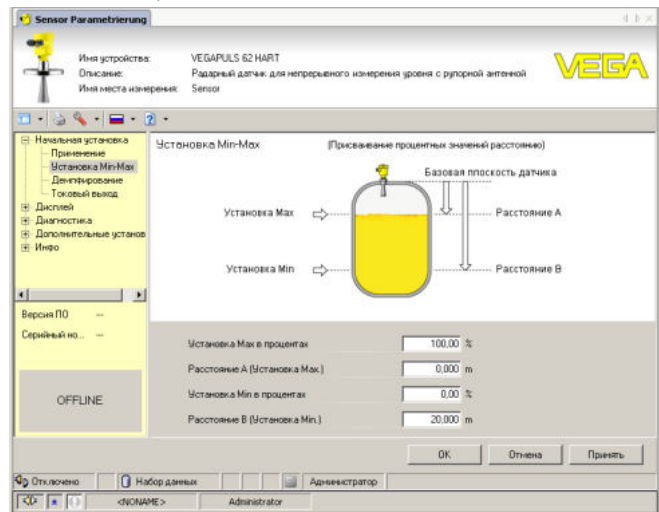 Sensor Parametrierung
Имя устройства: VEGAPULS 62 HART
Описание: Радарный датчик для непрерывного измерения уровня с рупорной антенной
Имя места измерения: Sensor
VEGA
Начальная установка
Применение
Установка Min-Max
Демпфирование
Токовый выход
Дисплей
Диагностика
Дополнительные установ
Инфо
Версия ПО ---
Серийный но... ---
OFFLINE
Установка Min-Max (Присваивание процентных значений расстоянию)
Базовая плоскость датчика
Установка Max
Расстояние A
Установка Min
Расстояние B
Установка Max в процентах 100,00 %
Расстояние A (Установка Max.) 0,000 m
Установка Min в процентах 0,00 %
Расстояние B (Установка Min.) 20,000 m
OK Отмена Принять
Отключено Набор данных Администратор
<NONAME> Administrator